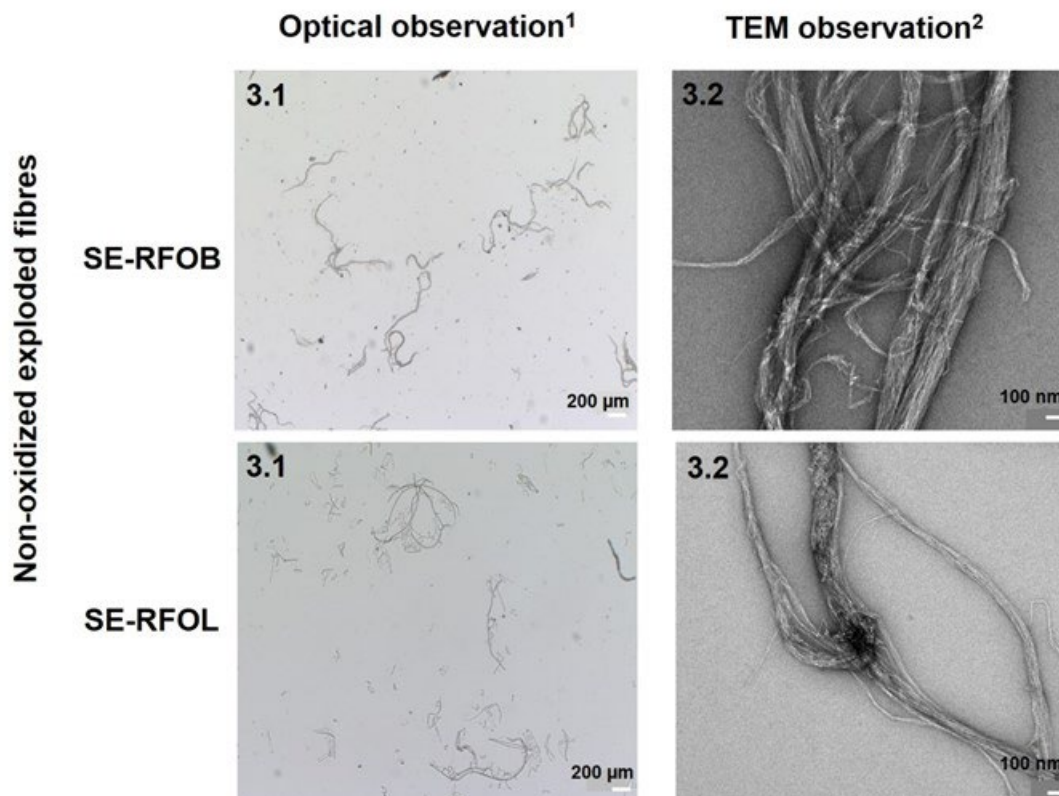 Optical observation¹ TEM observation²
Non-oxidized exploded fibres
SE-RFOB
3.1
200 µm
3.2
100 nm
SE-RFOL
3.1
200 µm
3.2
100 nm